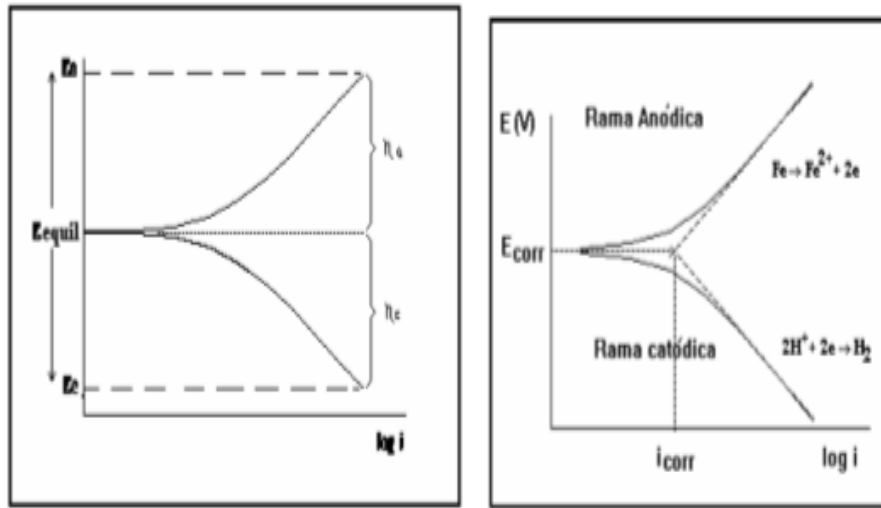 Ea
ηa
Eequil
ηc
Ec
log i
E (V)
Rama Anódica
Fe → Fe²⁺ + 2e
Ecorr
Rama catódica
2H⁺ + 2e → H₂
icorr
log i